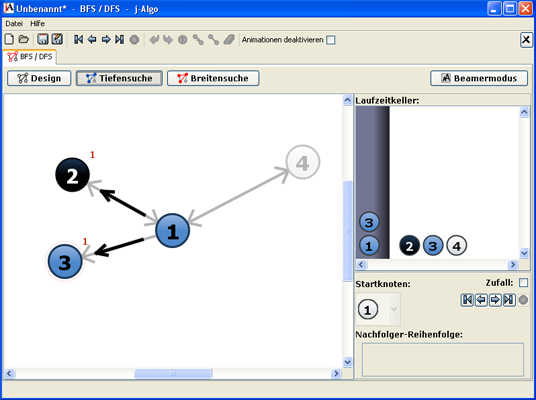 Unbenannt* - BFS / DFS - j-Algo
Datei Hilfe
Animationen deaktivieren
BFS / DFS
Design Tiefensuche Breitensuche Beamermodus
Laufzeitkeller:
1
2
4
1
1
3
3
1 2 3 4
Startknoten: Zufall:
1
Nachfolger-Reihenfolge: